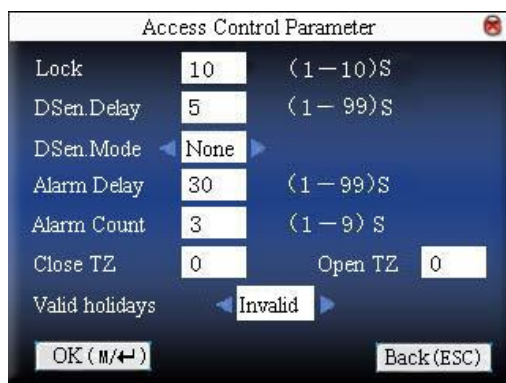 Access Control Parameter
Lock 10 (1－10)S
DSen.Delay 5 (1－ 99)S
DSen.Mode None
Alarm Delay 30 (1－99)S
Alarm Count 3 (1－9) S
Close TZ 0 Open TZ 0
Valid holidays Invalid
OK (M/↵) Back(ESC)